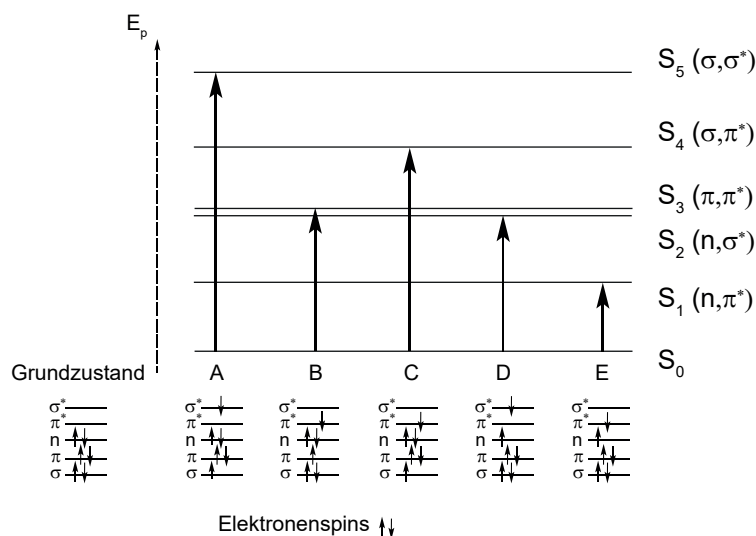 Eₚ
S₅ (σ,σ*)
S₄ (σ,π*)
S₃ (π,π*)
S₂ (n,σ*)
S₁ (n,π*)
S₀
Grundzustand A B C D E
σ* σ* σ* σ* σ* σ*
π* π* π* π* π* π*
n n n n n n
π π π π π π
σ σ σ σ σ σ
Elektronenspins